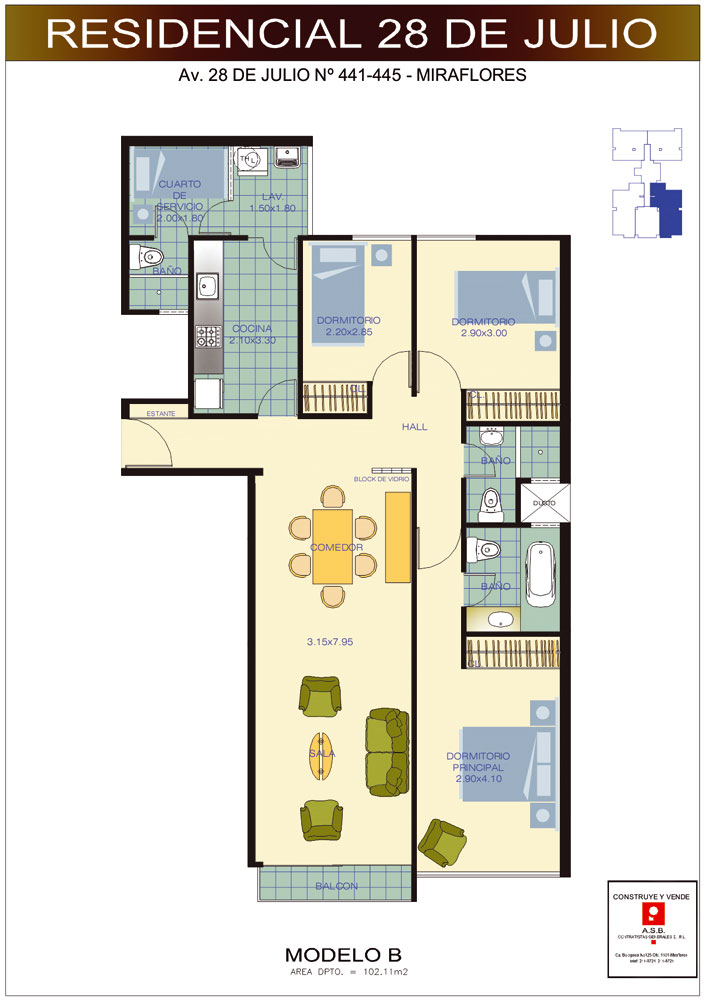 RESIDENCIAL 28 DE JULIO
Av. 28 DE JULIO Nº 441-445 - MIRAFLORES
CUARTO
DE
SERVICIO
2.00x1.80
LAV.
1.50x1.80
BAÑO
COCINA
2.10x3.30
DORMITORIO
2.20x2.85
DORMITORIO
2.90x3.00
CL.
CL.
ESTANTE
HALL
BAÑO
BLOCK DE VIDRIO
DUCTO
COMEDOR
BAÑO
3.15x7.95
CL.
SALA
DORMITORIO
PRINCIPAL
2.90x4.10
BALCON
CONSTRUYE Y VENDE
A.S.B.
CONTRATISTAS GENERALES
MODELO B
AREA DPTO. = 102.11m2